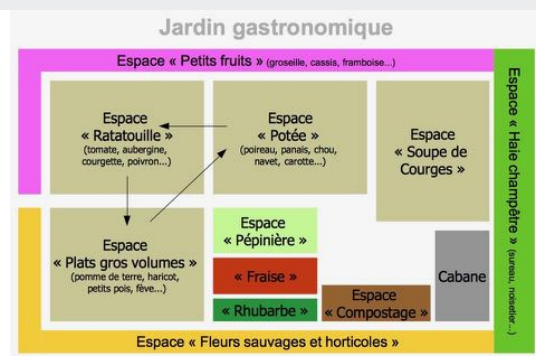 Jardin gastronomique
Espace « Petits fruits » (groseille, cassis, framboise...)
Espace
« Ratatouille »
(tomate, aubergine,
courgette, poivron...)
Espace
« Potée »
(poireau, panais, chou,
navet, carotte...)
Espace
« Soupe de
Courges »
Espace « Haie champêtre » (sureau, noisetier...)
Espace
« Plats gros volumes »
(pomme de terre, haricot,
petits pois, fève...)
Espace
« Pépinière »
« Fraise »
« Rhubarbe »
Espace
« Compostage »
Cabane
Espace « Fleurs sauvages et horticoles »